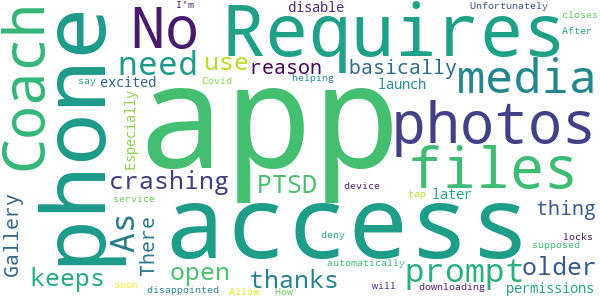 I'm
disable
Unfortunately
closes
No
Requires
After
Coach
phone
need
use
reason
basically
media
say
excited
Covid
helping
launch
Especially
app
photos
files
crashing
PTSD
device
tap
later
thing
Gallery
As
There
service
access
deny
locks
supposed
keeps
open
thanks
prompt
older
automatically
will
downloading
permissions
soon
disappointed
Allow
How